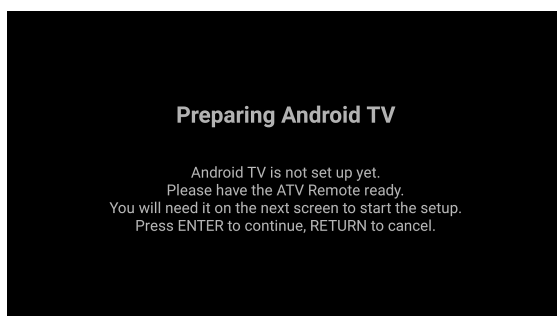 Preparing Android TV
Android TV is not set up yet.
Please have the ATV Remote ready.
You will need it on the next screen to start the setup.
Press ENTER to continue, RETURN to cancel.